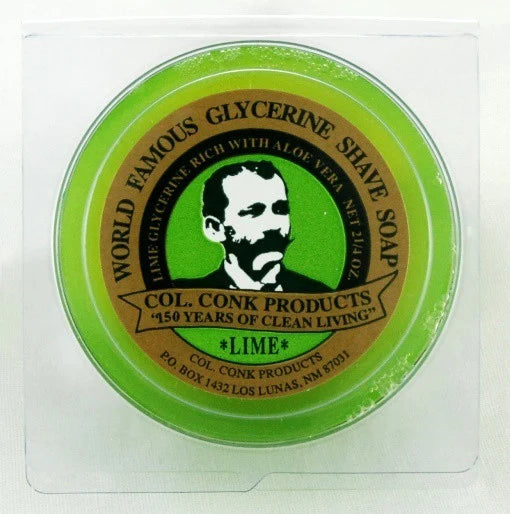 WORLD FAMOUS GLYCERINE SHAVE SOAP
LIME GLYCERINE RICH WITH ALOE VERA NET 2 1/4 OZ.
COL. CONK PRODUCTS
"150 YEARS OF CLEAN LIVING"
*LIME*
COL. CONK PRODUCTS
P.O. BOX 1432 LOS LUNAS, NM 87031